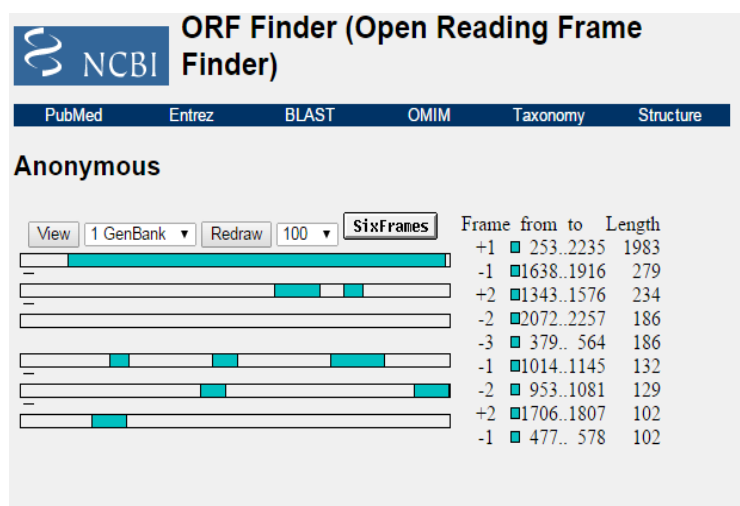 NCBI
ORF Finder (Open Reading Frame
Finder)
PubMed Entrez BLAST OMIM Taxonomy Structure
Anonymous
View 1 GenBank ▼ Redraw 100 ▼ SixFrames
Frame from to Length
+1 253..2235 1983
-1 1638..1916 279
+2 1343..1576 234
-2 2072..2257 186
-3 379.. 564 186
-1 1014..1145 132
-2 953..1081 129
+2 1706..1807 102
-1 477.. 578 102